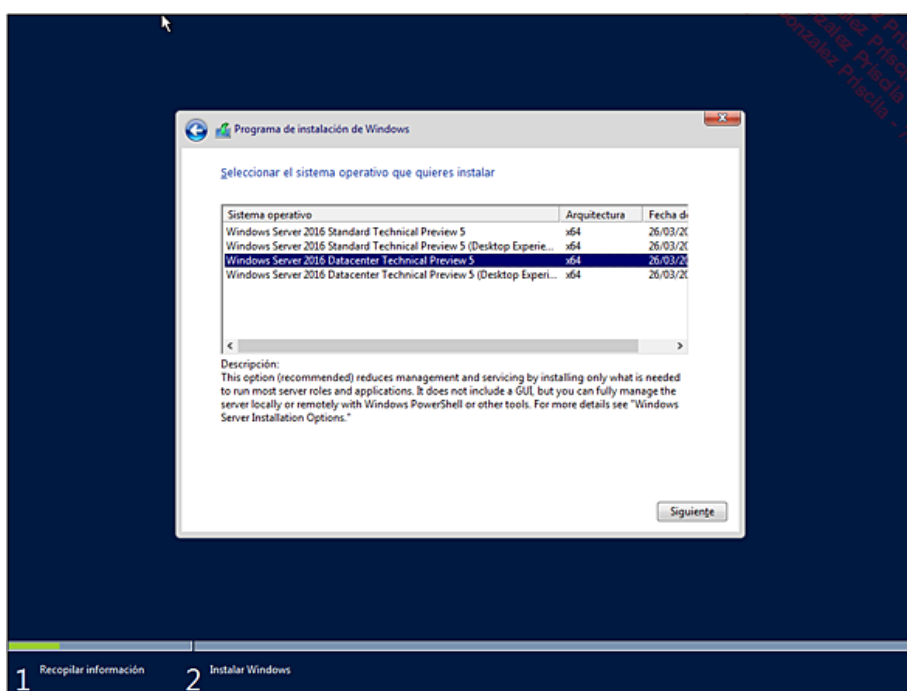 Programa de instalación de Windows
Seleccionar el sistema operativo que quieres instalar
Sistema operativo Arquitectura Fecha d
Windows Server 2016 Standard Technical Preview 5 x64 26/03/20
Windows Server 2016 Standard Technical Preview 5 (Desktop Experie... x64 26/03/20
Windows Server 2016 Datacenter Technical Preview 5 x64 26/03/20
Windows Server 2016 Datacenter Technical Preview 5 (Desktop Experi... x64 26/03/20
Descripción:
This option (recommended) reduces management and servicing by installing only what is needed
to run most server roles and applications. It does not include a GUI, but you can fully manage the
server locally or remotely with Windows PowerShell or other tools. For more details see "Windows
Server Installation Options."
Siguiente
1 Recopilar información 2 Instalar Windows